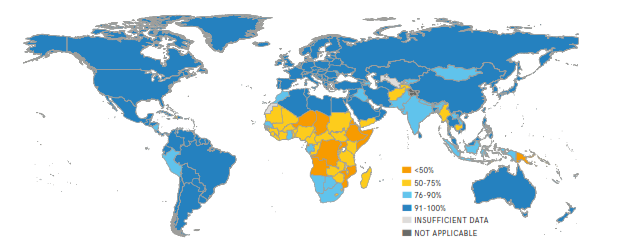 <50%
50-75%
76-90%
91-100%
INSUFFICIENT DATA
NOT APPLICABLE